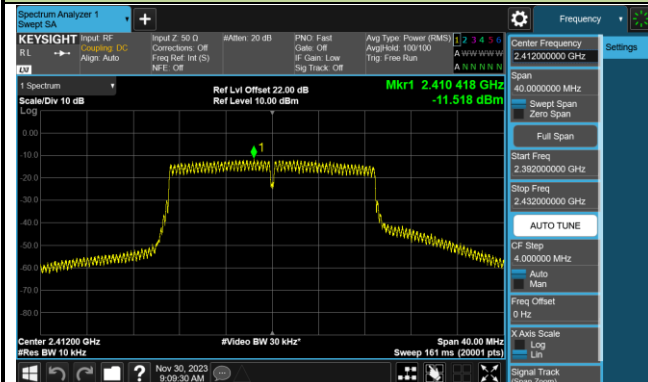 Spectrum Analyzer 1
Swept SA
+
Frequency
KEYSIGHT
RL
Input: RF
Coupling: DC
Align: Auto
Input Z: 50 Ω
Corrections: Off
Freq Ref: Int (S)
NFE: Off
#Atten: 20 dB
PNO: Fast
Gate: Off
IF Gain: Low
Sig Track: Off
Avg Type: Power (RMS)
Avg|Hold: 100/100
Trig: Free Run
1 2 3 4 5 6
A W W W W W
A N N N N N
1 Spectrum
Scale/Div 10 dB
Log
Ref Lvl Offset 22.00 dB
Ref Level 10.00 dBm
Mkr1 2.410 418 GHz
-11.518 dBm
1
0.00
-10.0
-20.0
-30.0
-40.0
-50.0
-60.0
-70.0
-80.0
Center 2.41200 GHz
#Res BW 10 kHz
#Video BW 30 kHz*
Span 40.00 MHz
Sweep 161 ms (20001 pts)
?
Nov 30, 2023
9:09:30 AM
Center Frequency
2.412000000 GHz
Settings
Span
40.0000000 MHz
Swept Span
Zero Span
Full Span
Start Freq
2.392000000 GHz
Stop Freq
2.432000000 GHz
AUTO TUNE
CF Step
4.000000 MHz
Auto
Man
Freq Offset
0 Hz
X Axis Scale
Log
Lin
Signal Track
(Span Zoom)